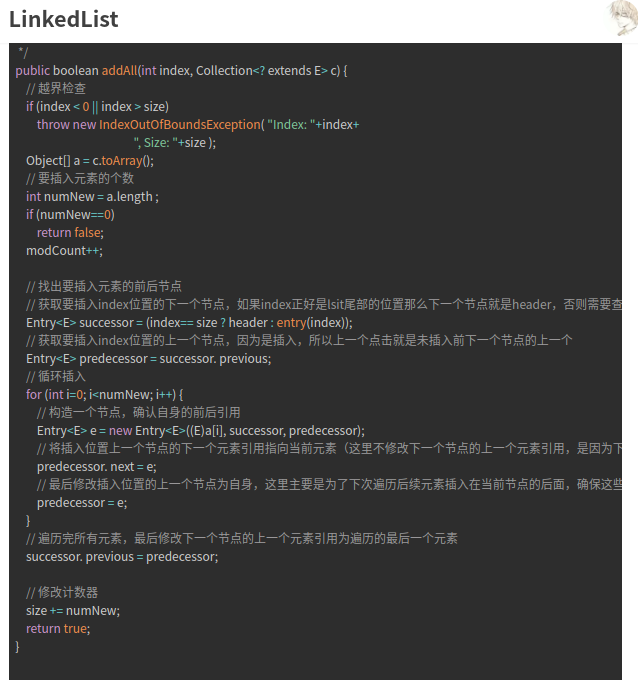 LinkedList
*/
public boolean addAll(int index, Collection<? extends E> c) {
// 越界检查
if (index < 0 || index > size)
throw new IndexOutOfBoundsException( "Index: "+index+
", Size: "+size );
Object[] a = c.toArray();
// 要插入元素的个数
int numNew = a.length ;
if (numNew==0)
return false;
modCount++;
// 找出要插入元素的前后节点
// 获取要插入index位置的下一个节点，如果index正好是lsit尾部的位置那么下一个节点就是header，否则需要查
Entry<E> successor = (index== size ? header : entry(index));
// 获取要插入index位置的上一个节点，因为是插入，所以上一个点击就是未插入前下一个节点的上一个
Entry<E> predecessor = successor. previous;
// 循环插入
for (int i=0; i<numNew; i++) {
// 构造一个节点，确认自身的前后引用
Entry<E> e = new Entry<E>((E)a[i], successor, predecessor);
// 将插入位置上一个节点的下一个元素引用指向当前元素（这里不修改下一个节点的上一个元素引用，是因为下
predecessor. next = e;
// 最后修改插入位置的上一个节点为自身，这里主要是为了下次遍历后续元素插入在当前节点的后面，确保这些
predecessor = e;
}
// 遍历完所有元素，最后修改下一个节点的上一个元素引用为遍历的最后一个元素
successor. previous = predecessor;
// 修改计数器
size += numNew;
return true;
}